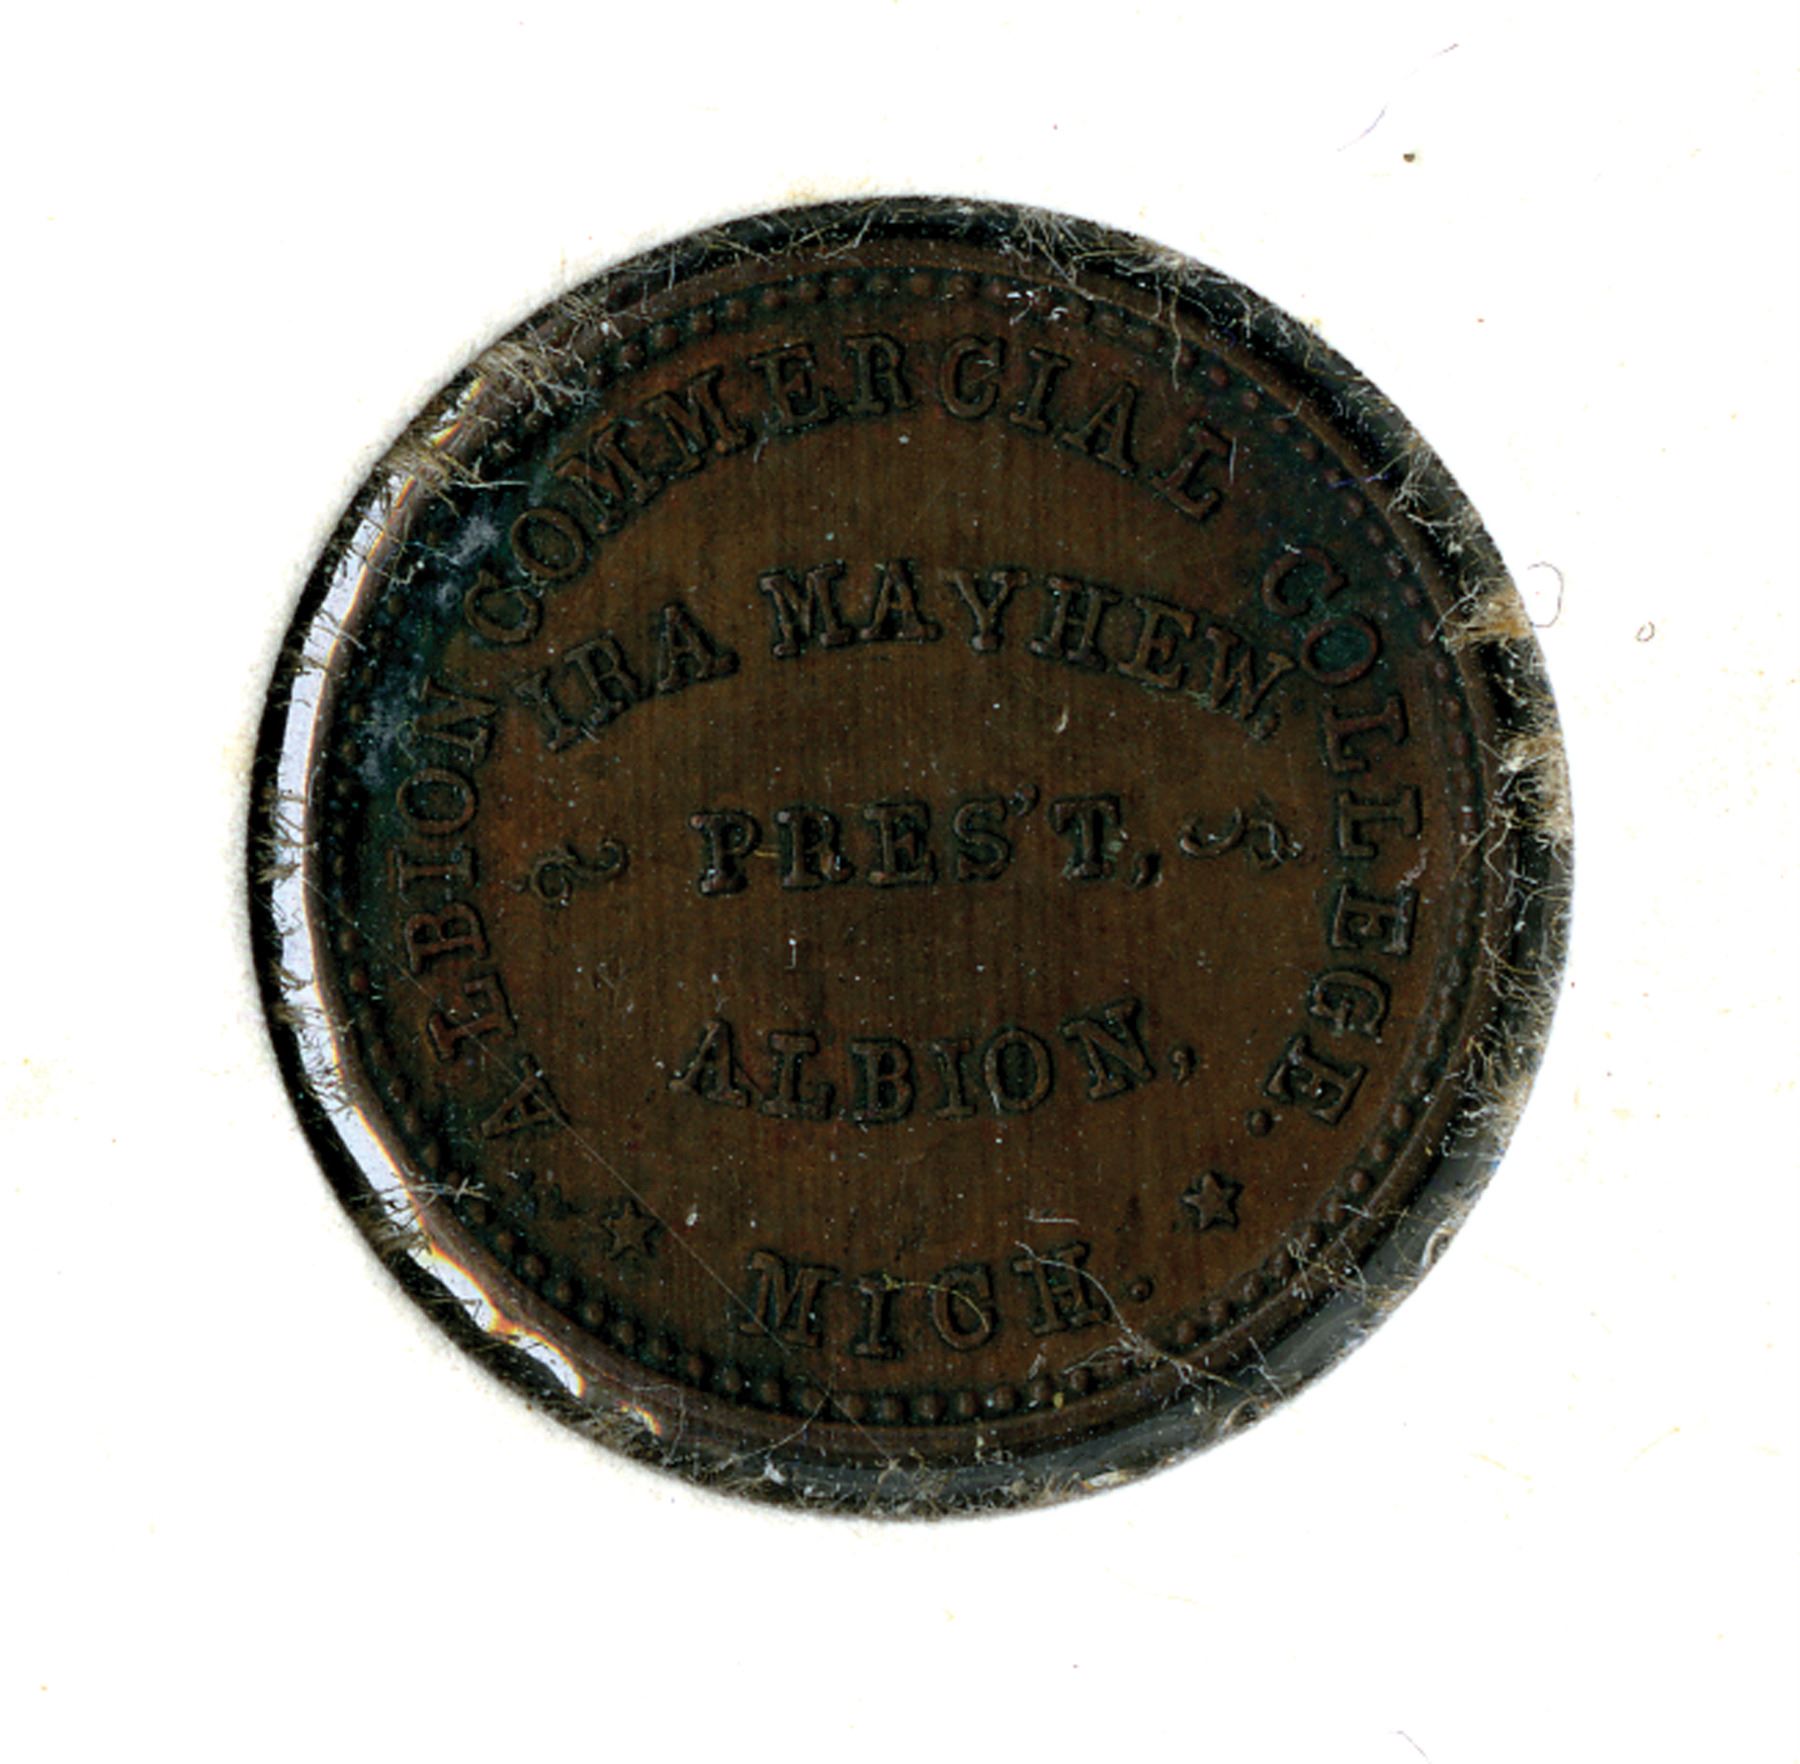 ALBION COMMERCIAL COLLEGE.
IRA MAYHEW,
PRES'T,
ALBION,
MICH.